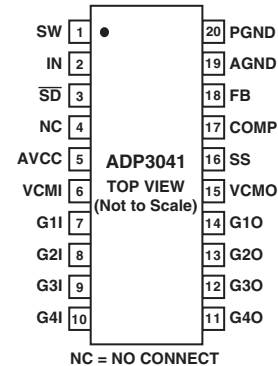 SW 1 20 PGND
IN 2 19 AGND
SD 3 18 FB
NC 4 17 COMP
AVCC 5 ADP3041 16 SS
VCMI 6 TOP VIEW 15 VCMO
(Not to Scale)
G1I 7 14 G1O
G2I 8 13 G2O
G3I 9 12 G3O
G4I 10 11 G4O
NC = NO CONNECT